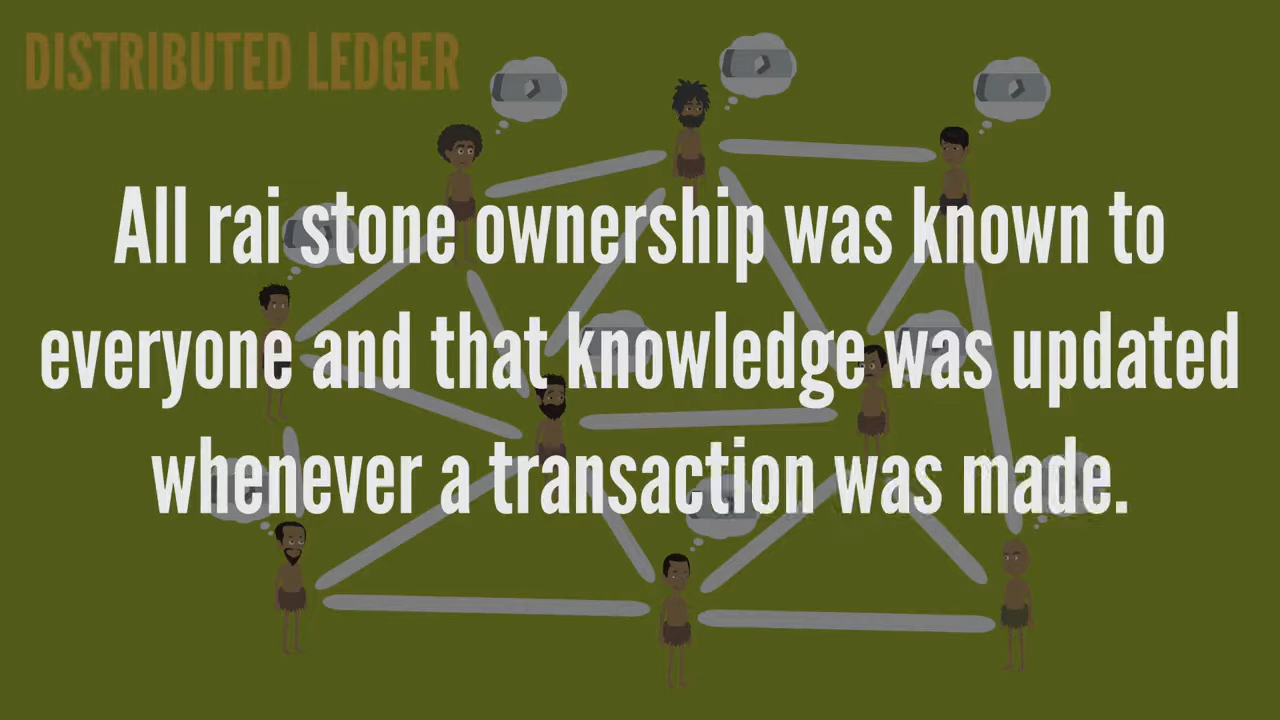 DISTRIBUTED LEDGER
All rai stone ownership was known to
everyone and that knowledge was updated
whenever a transaction was made.